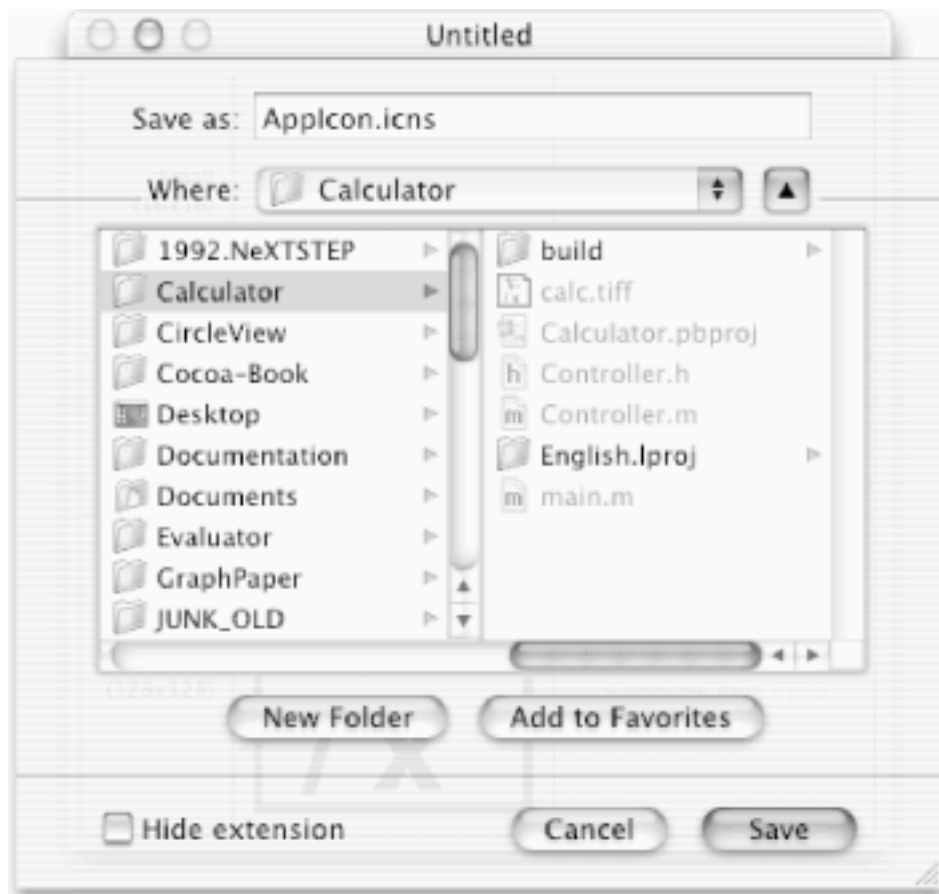 Untitled
Save as: AppIcon.icns
Where: Calculator
1992.NeXTSTEP
Calculator
CircleView
Cocoa-Book
Desktop
Documentation
Documents
Evaluator
GraphPaper
JUNK_OLD
build
calc.tiff
Calculator.pbproj
h Controller.h
m Controller.m
English.lproj
m main.m
(128x128)
New Folder Add to Favorites
7 x
Hide extension Cancel Save